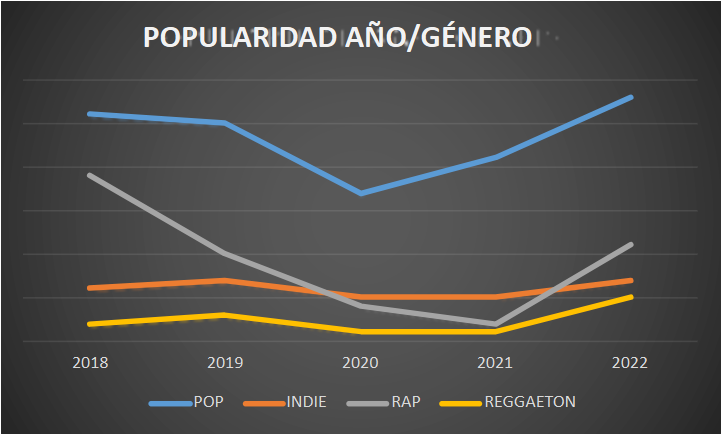 POPULARIDAD AÑO/GÉNERO
2018 2019 2020 2021 2022
POP INDIE RAP REGGAETON